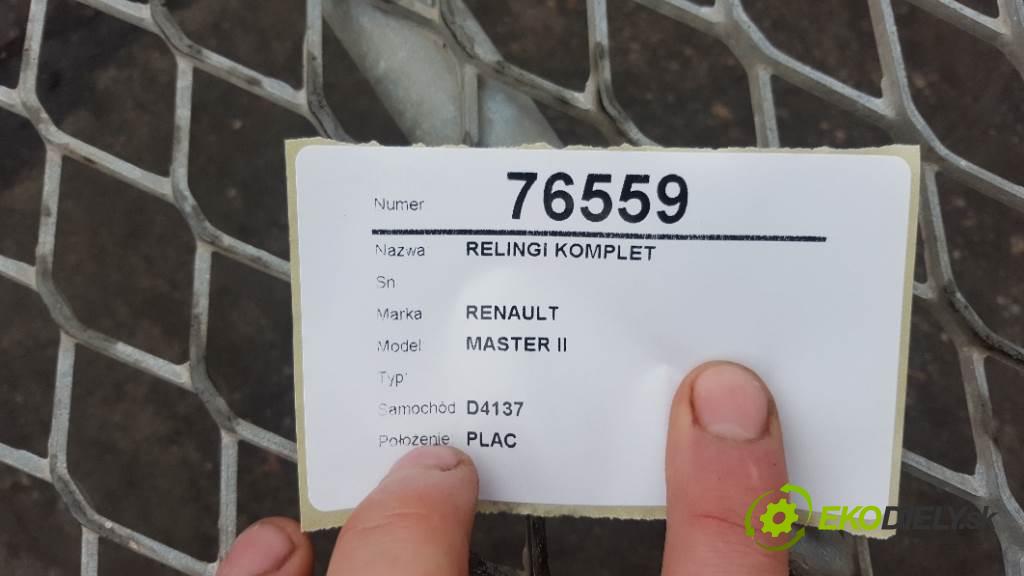 Numer 76559
Nazwa RELINGI KOMPLET
Sn
Marka RENAULT
Model MASTER II
Typ
Samochód D4137
Położenie PLAC
EKODIELY.sk